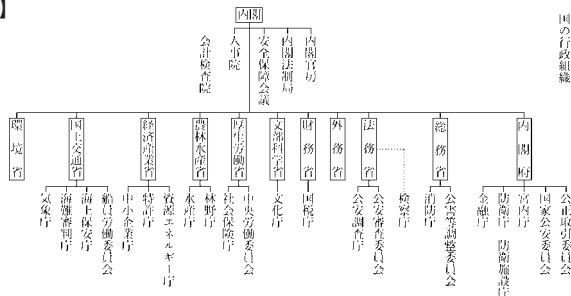 】
国の行政組織
内閣
内閣官房
内閣法制局
安全保障会議
人事院
会計検査院
内閣府
総務省
法務省
外務省
財務省
文部科学省
厚生労働省
農林水産省
経済産業省
国土交通省
環境省
公正取引委員会
国家公安委員会
宮内庁
防衛庁 防衛施設庁
金融庁
公害等調整委員会
消防庁
検察庁
公安審査委員会
公安調査庁
国税庁
文化庁
中央労働委員会
社会保険庁
林野庁
水産庁
資源エネルギー庁
特許庁
中小企業庁
船員労働委員会
海上保安庁
海難審判庁
気象庁